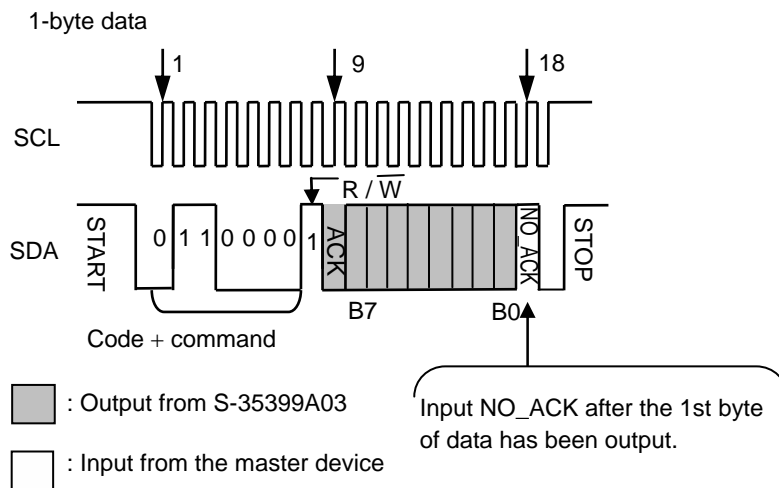 1-byte data
1 9 18
SCL
R / W
SDA START 0 1 1 0 0 0 0 1 ACK NO_ACK STOP
B7 B0
Code + command
: Output from S-35399A03
: Input from the master device
Input NO_ACK after the 1st byte
of data has been output.